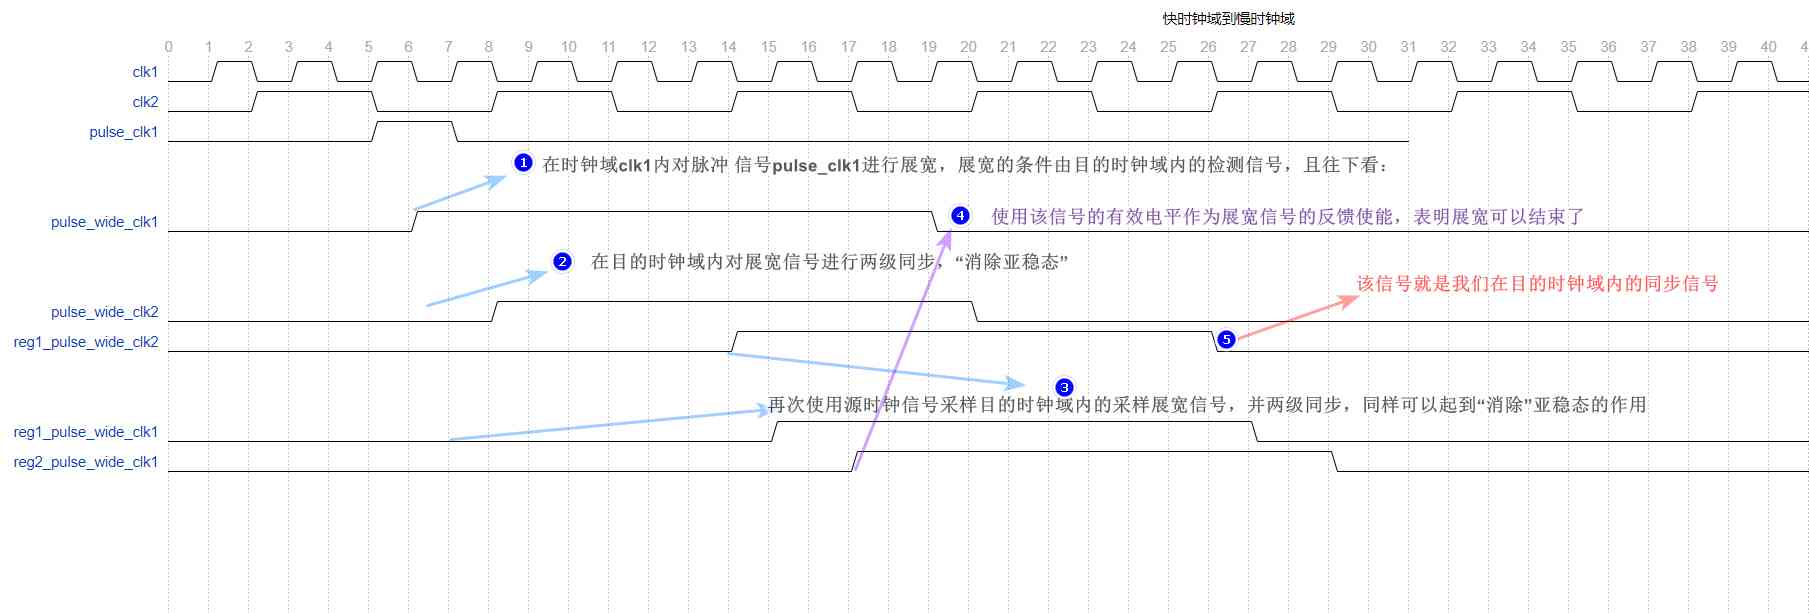 快时钟域到慢时钟域
0 1 2 3 4 5 6 7 8 9 10 11 12 13 14 15 16 17 18 19 20 21 22 23 24 25 26 27 28 29 30 31 32 33 34 35 36 37 38 39 40
clk1
clk2
pulse_clk1
1 在时钟域clk1内对脉冲 信号pulse_clk1进行展宽，展宽的条件由目的时钟域内的检测信号，且往下看：
pulse_wide_clk1
4 使用该信号的有效电平作为展宽信号的反馈使能，表明展宽可以结束了
2 在目的时钟域内对展宽信号进行两级同步，“消除亚稳态”
该信号就是我们在目的时钟域内的同步信号
pulse_wide_clk2
reg1_pulse_wide_clk2
5
3
再次使用源时钟信号采样目的时钟域内的采样展宽信号，并两级同步，同样可以起到“消除”亚稳态的作用
reg1_pulse_wide_clk1
reg2_pulse_wide_clk1